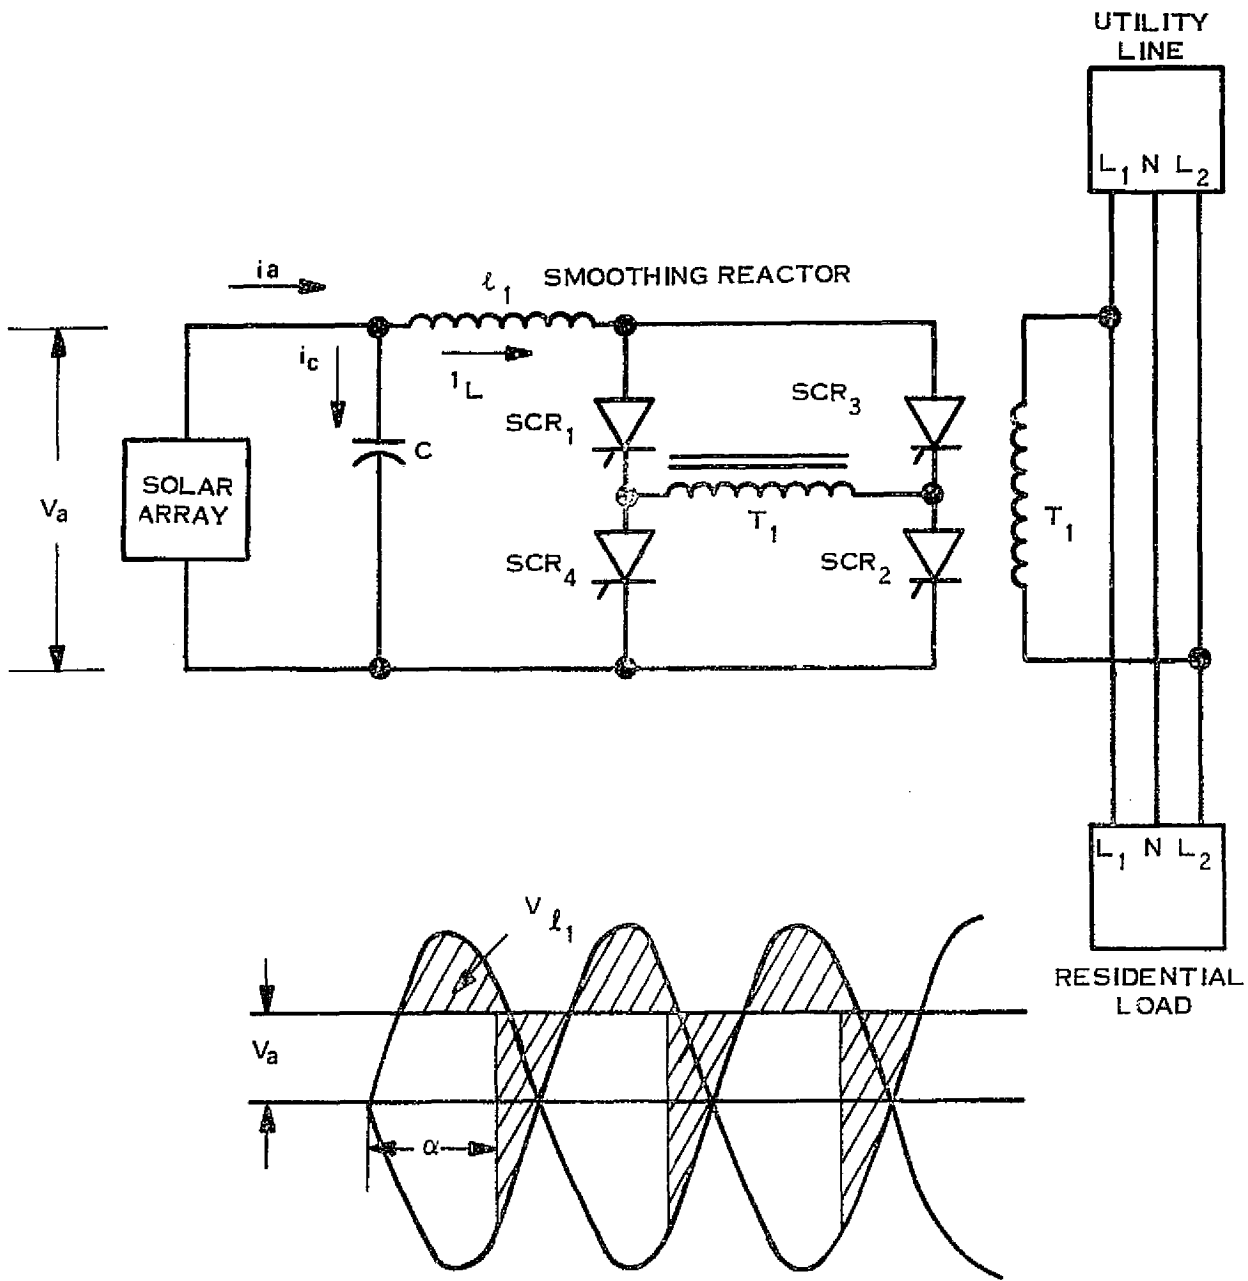 UTILITY
LINE
L1 N L2
ia
ℓ1 SMOOTHING REACTOR
ic
1L
SCR1
SCR3
C
SOLAR
ARRAY
Va
T1
T1
SCR4
SCR2
L1 N L2
RESIDENTIAL
LOAD
Vℓ1
Va
α